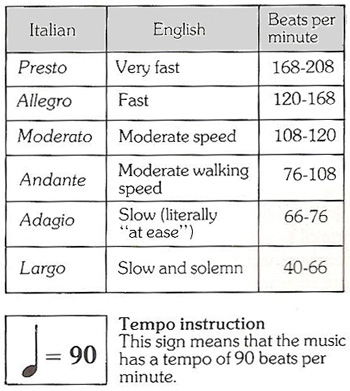 Italian English Beats per
minute
Presto Very fast 168-208
Allegro Fast 120-168
Moderato Moderate speed 108-120
Andante Moderate walking
speed 76-108
Adagio Slow (literally
“at ease”) 66-76
Largo Slow and solemn 40-66
= 90
Tempo instruction
This sign means that the music
has a tempo of 90 beats per
minute.